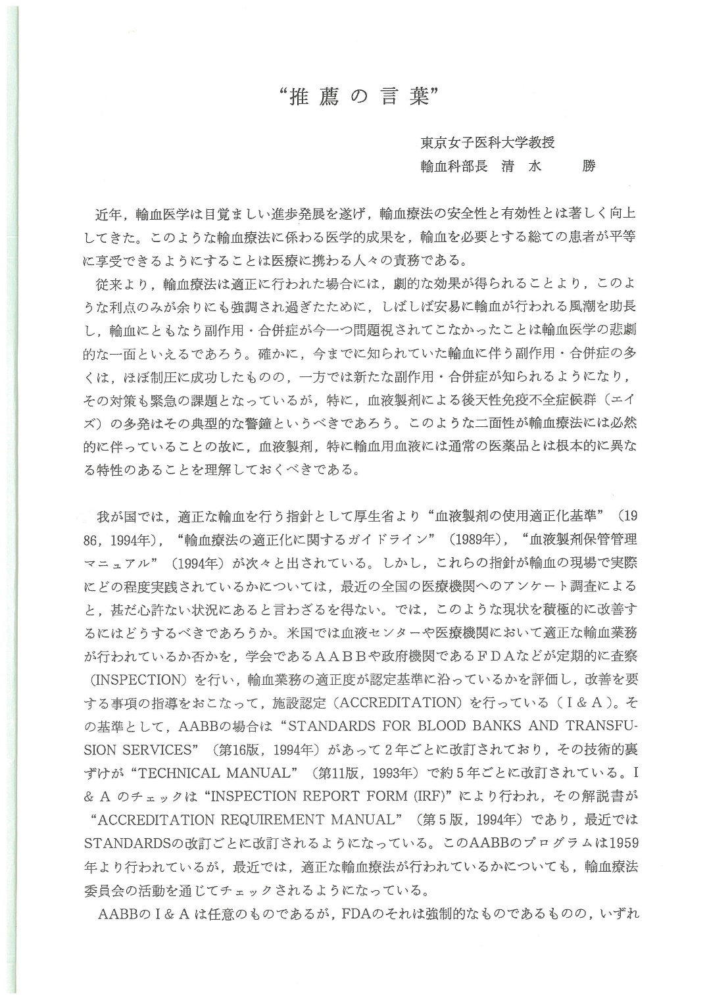 “推 薦 の 言 葉”
東京女子医科大学教授
輸血科部長　清　水　　　勝
近年，輸血医学は目覚ましい進歩発展を遂げ，輸血療法の安全性と有効性とは著しく向上
してきた。このような輸血療法に係わる医学的成果を，輸血を必要とする総ての患者が平等
に享受できるようにすることは医療に携わる人々の責務である。
従来より，輸血療法は適正に行われた場合には，劇的な効果が得られることより，このよ
うな利点のみが余りにも強調され過ぎたために，しばしば安易に輸血が行われる風潮を助長
し，輸血にともなう副作用・合併症が今一つ問題視されてこなかったことは輸血医学の悲劇
的な一面といえるであろう。確かに，今までに知られていた輸血に伴う副作用・合併症の多
くは，ほぼ制圧に成功したものの，一方では新たな副作用・合併症が知られるようになり，
その対策も緊急の課題となっているが，特に，血液製剤による後天性免疫不全症候群（エイ
ズ）の多発はその典型的な警鐘というべきであろう。このような二面性が輸血療法には必然
的に伴っていることの故に，血液製剤，特に輸血用血液には通常の医薬品とは根本的に異な
る特性のあることを理解しておくべきである。
我が国では，適正な輸血を行う指針として厚生省より“血液製剤の使用適正化基準”（19
86，1994年），“輸血療法の適正化に関するガイドライン”（1989年），“血液製剤保管管理
マニュアル”（1994年）が次々と出されている。しかし，これらの指針が輸血の現場で実際
にどの程度実践されているかについては，最近の全国の医療機関へのアンケート調査による
と，甚だ心許ない状況にあると言わざるを得ない。では，このような現状を積極的に改善す
るにはどうするべきであろうか。米国では血液センターや医療機関において適正な輸血業務
が行われているか否かを，学会であるＡＡＢＢや政府機関であるＦＤＡなどが定期的に査察
（INSPECTION）を行い，輸血業務の適正度が認定基準に沿っているかを評価し，改善を要
する事項の指導をおこなって，施設認定（ACCREDITATION）を行っている（Ｉ＆Ａ）。そ
の基準として，AABBの場合は“STANDARDS FOR BLOOD BANKS AND TRANSFU-
SION SERVICES”（第16版，1994年）があって２年ごとに改訂されており，その技術的裏
ずけが“TECHNICAL MANUAL”（第11版，1993年）で約５年ごとに改訂されている。I
& A のチェックは“INSPECTION REPORT FORM (IRF)”により行われ，その解説書が
“ACCREDITATION REQUIREMENT MANUAL”（第５版，1994年）であり，最近では
STANDARDSの改訂ごとに改訂されるようになっている。このAABBのプログラムは1959
年より行われているが，最近では，適正な輸血療法が行われているかについても，輸血療法
委員会の活動を通じてチェックされるようになっている。
AABBのＩ＆Ａは任意のものであるが，FDAのそれは強制的なものであるものの，いずれ